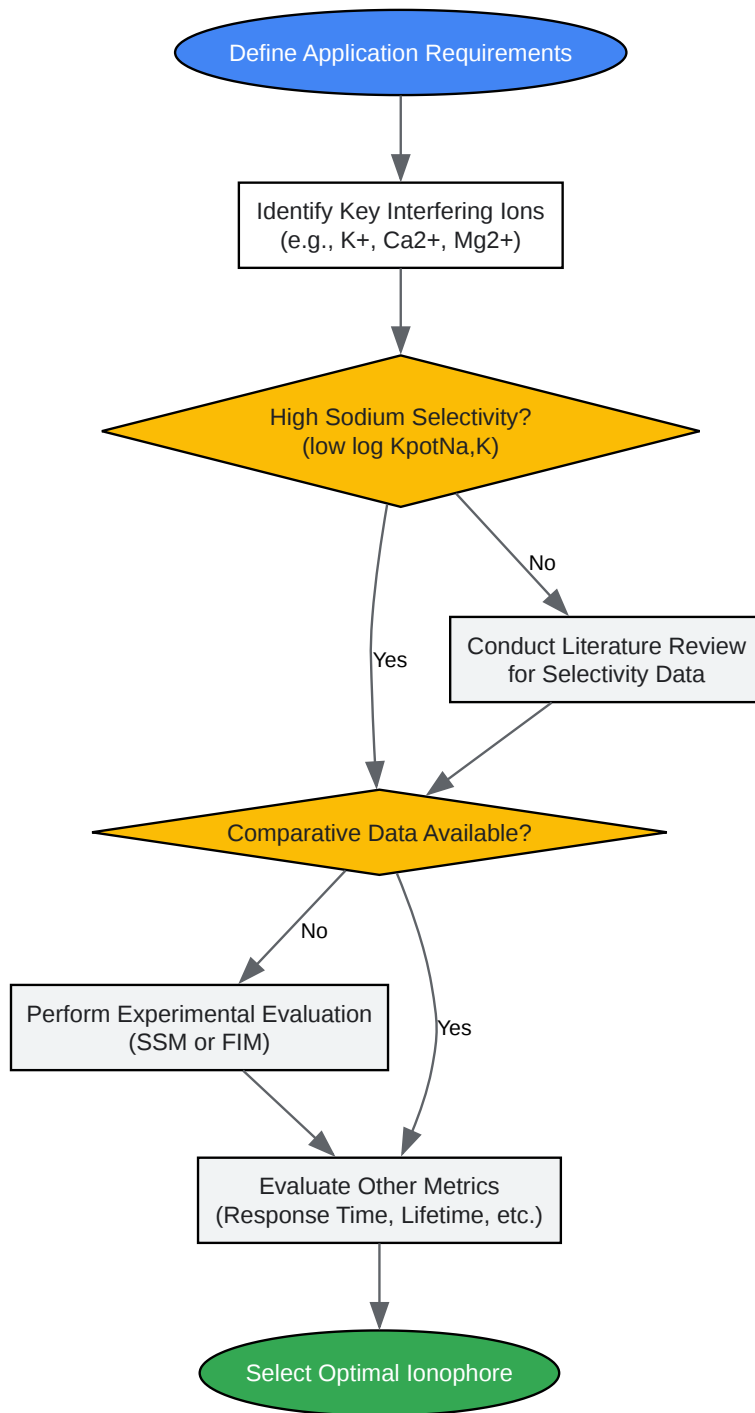 Define Application Requirements
Identify Key Interfering Ions
(e.g., K+, Ca2+, Mg2+)
High Sodium Selectivity?
(low log KpotNa,K)
No
Conduct Literature Review
for Selectivity Data
Yes
Comparative Data Available?
No
Perform Experimental Evaluation
(SSM or FIM)
Yes
Evaluate Other Metrics
(Response Time, Lifetime, etc.)
Select Optimal Ionophore